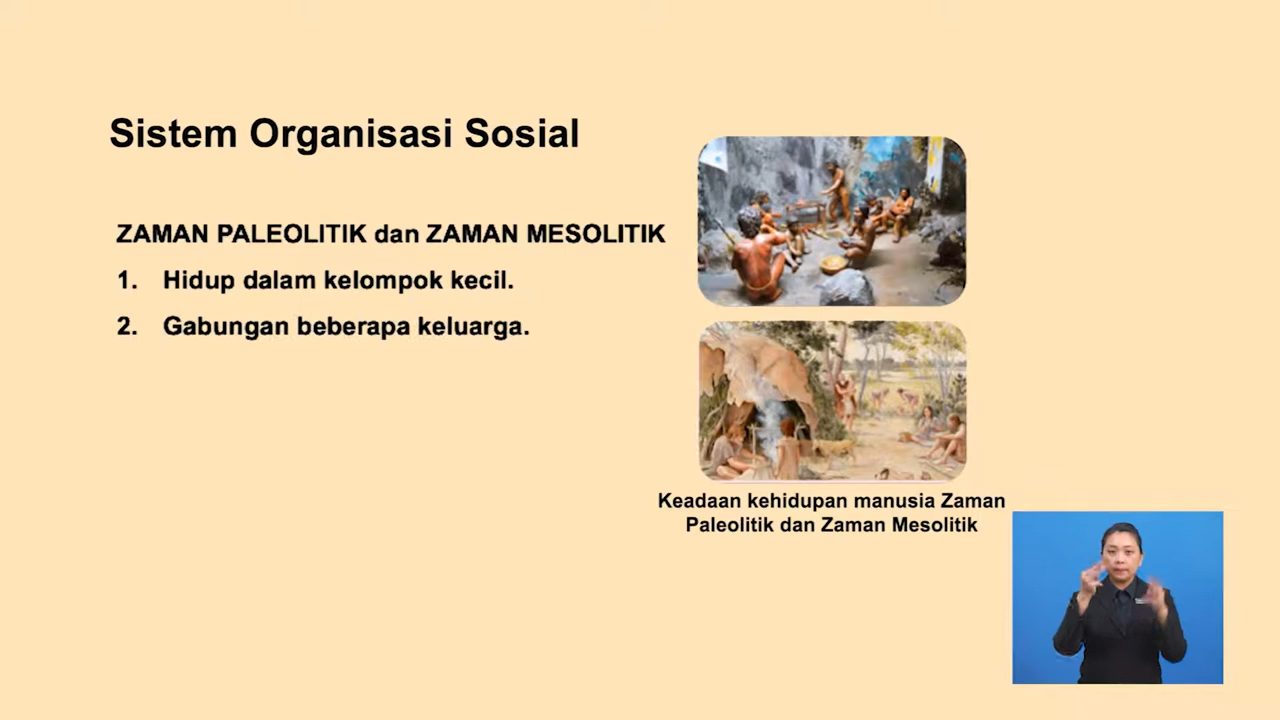 Sistem Organisasi Sosial
ZAMAN PALEOLITIK dan ZAMAN MESOLITIK
1. Hidup dalam kelompok kecil.
2. Gabungan beberapa keluarga.
Keadaan kehidupan manusia Zaman
Paleolitik dan Zaman Mesolitik